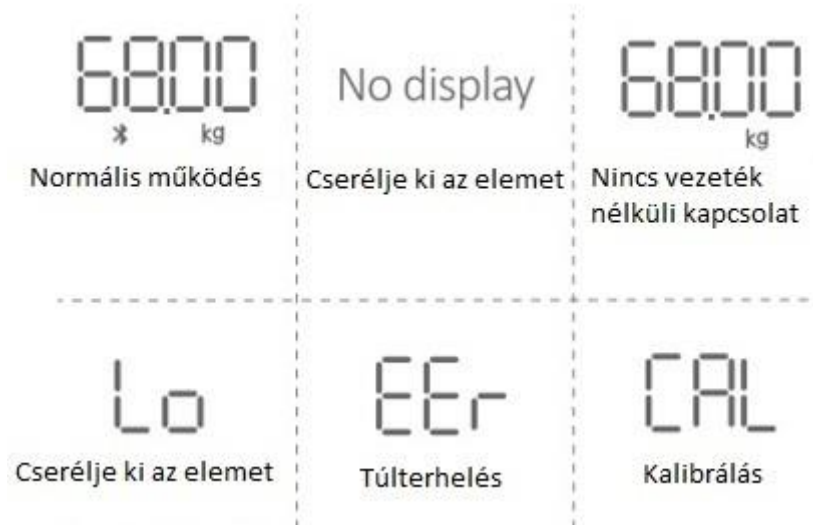 68.00
kg
Normális működés
No display
Cserélje ki az elemet
68.00
kg
Nincs vezeték
nélküli kapcsolat
Lo
Cserélje ki az elemet
EEr
Túlterhelés
CAL
Kalibrálás